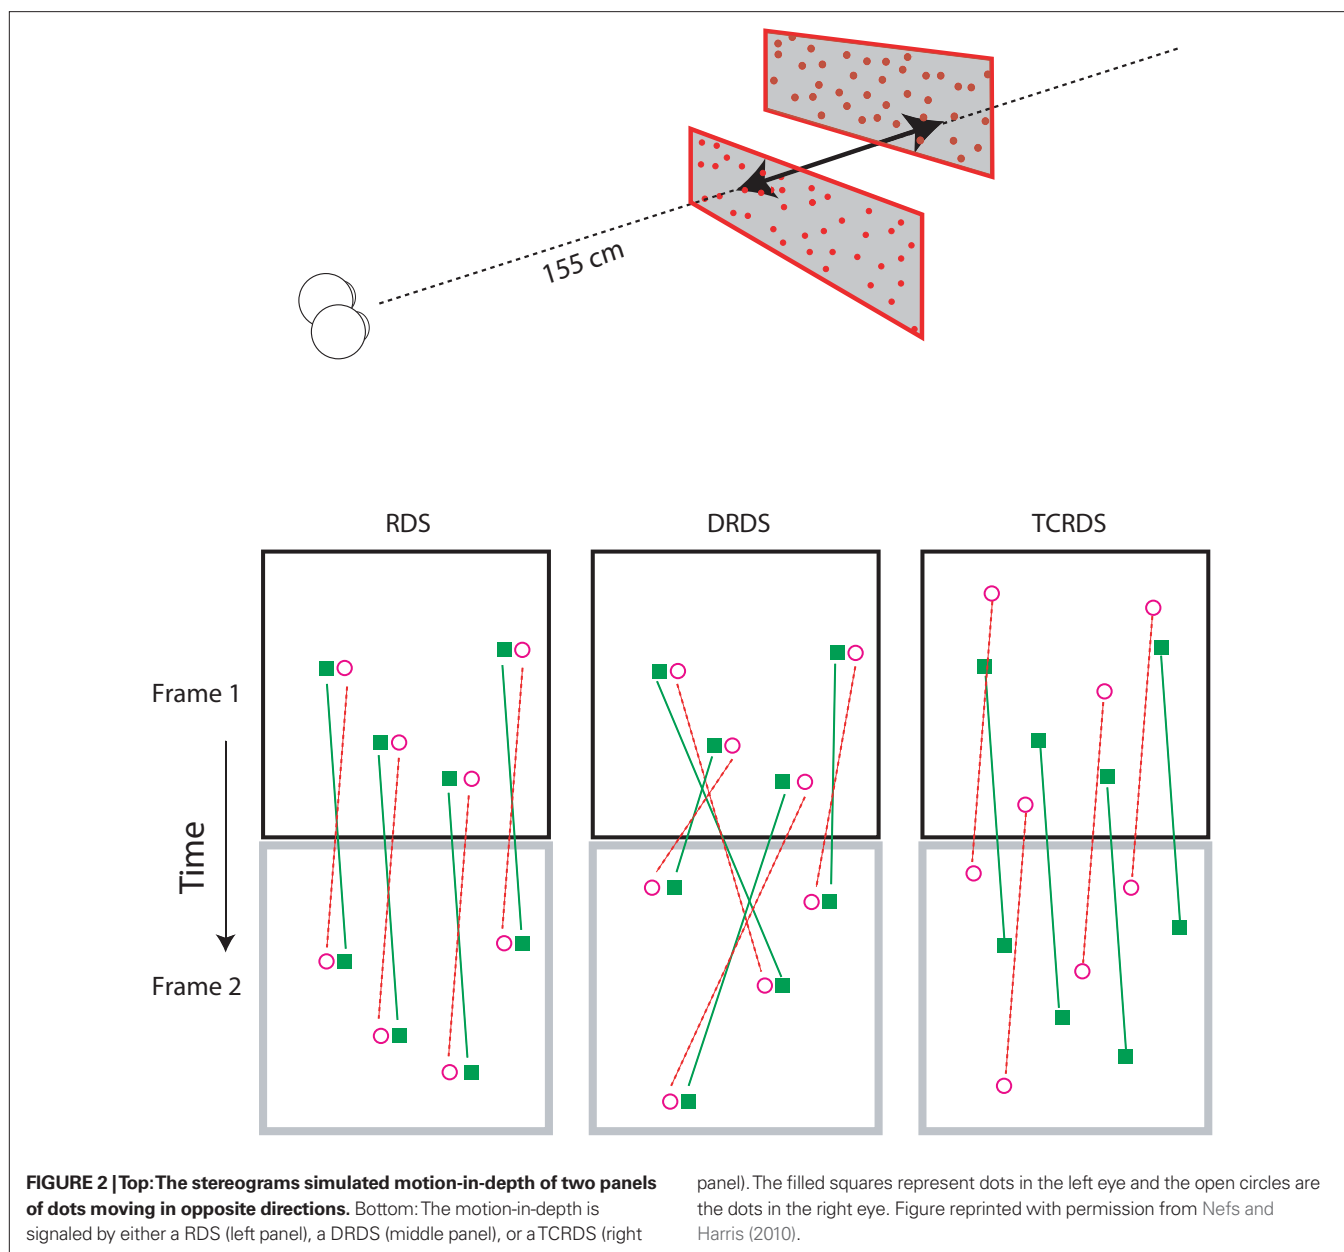 155 cm
RDS
DRDS
TCRDS
Frame 1
Time
Frame 2
FIGURE 2 | Top: The stereograms simulated motion-in-depth of two panels
of dots moving in opposite directions. Bottom: The motion-in-depth is
signaled by either a RDS (left panel), a DRDS (middle panel), or a TCRDS (right
panel). The filled squares represent dots in the left eye and the open circles are
the dots in the right eye. Figure reprinted with permission from Nefs and
Harris (2010).